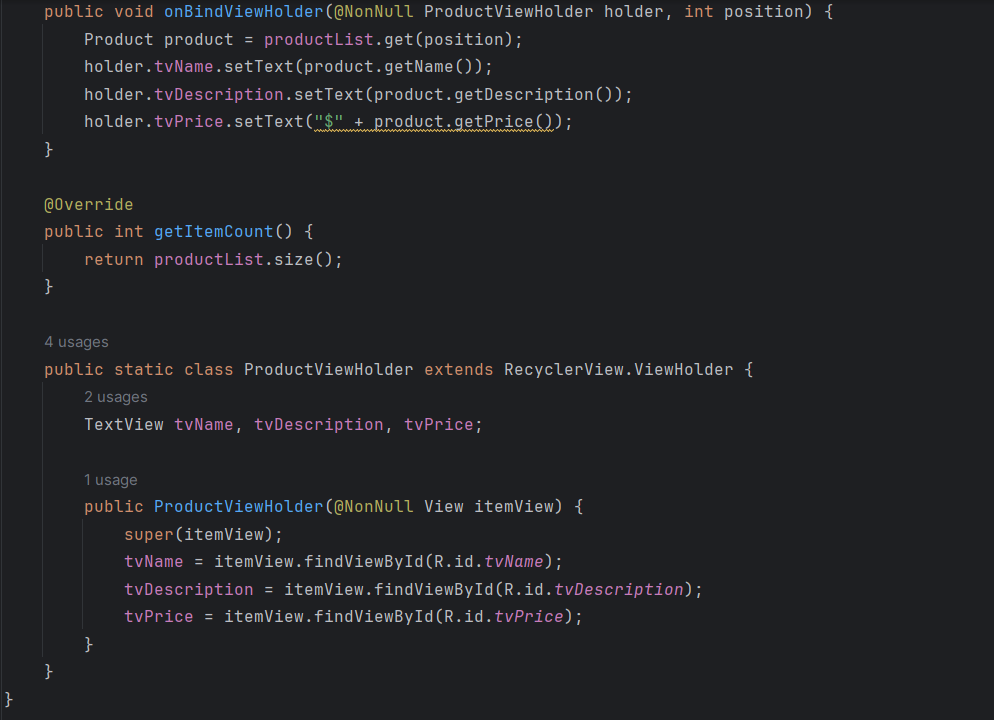 public void onBindViewHolder(@NonNull ProductViewHolder holder, int position) {
Product product = productList.get(position);
holder.tvName.setText(product.getName());
holder.tvDescription.setText(product.getDescription());
holder.tvPrice.setText("$" + product.getPrice());
}
@Override
public int getItemCount() {
return productList.size();
}
4 usages
public static class ProductViewHolder extends RecyclerView.ViewHolder {
2 usages
TextView tvName, tvDescription, tvPrice;
1 usage
public ProductViewHolder(@NonNull View itemView) {
super(itemView);
tvName = itemView.findViewById(R.id.tvName);
tvDescription = itemView.findViewById(R.id.tvDescription);
tvPrice = itemView.findViewById(R.id.tvPrice);
}
}
}